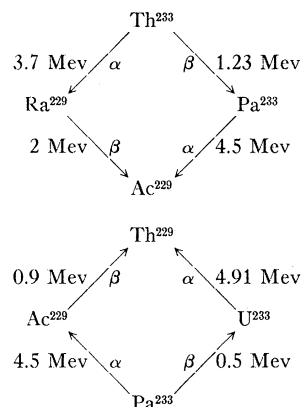 Th²³³
3.7 Mev α β 1.23 Mev
Ra²²⁹ Pa²³³
2 Mev β α 4.5 Mev
Ac²²⁹
Th²²⁹
0.9 Mev β α 4.91 Mev
Ac²²⁹ U²³³
4.5 Mev α β 0.5 Mev
Pa²³³